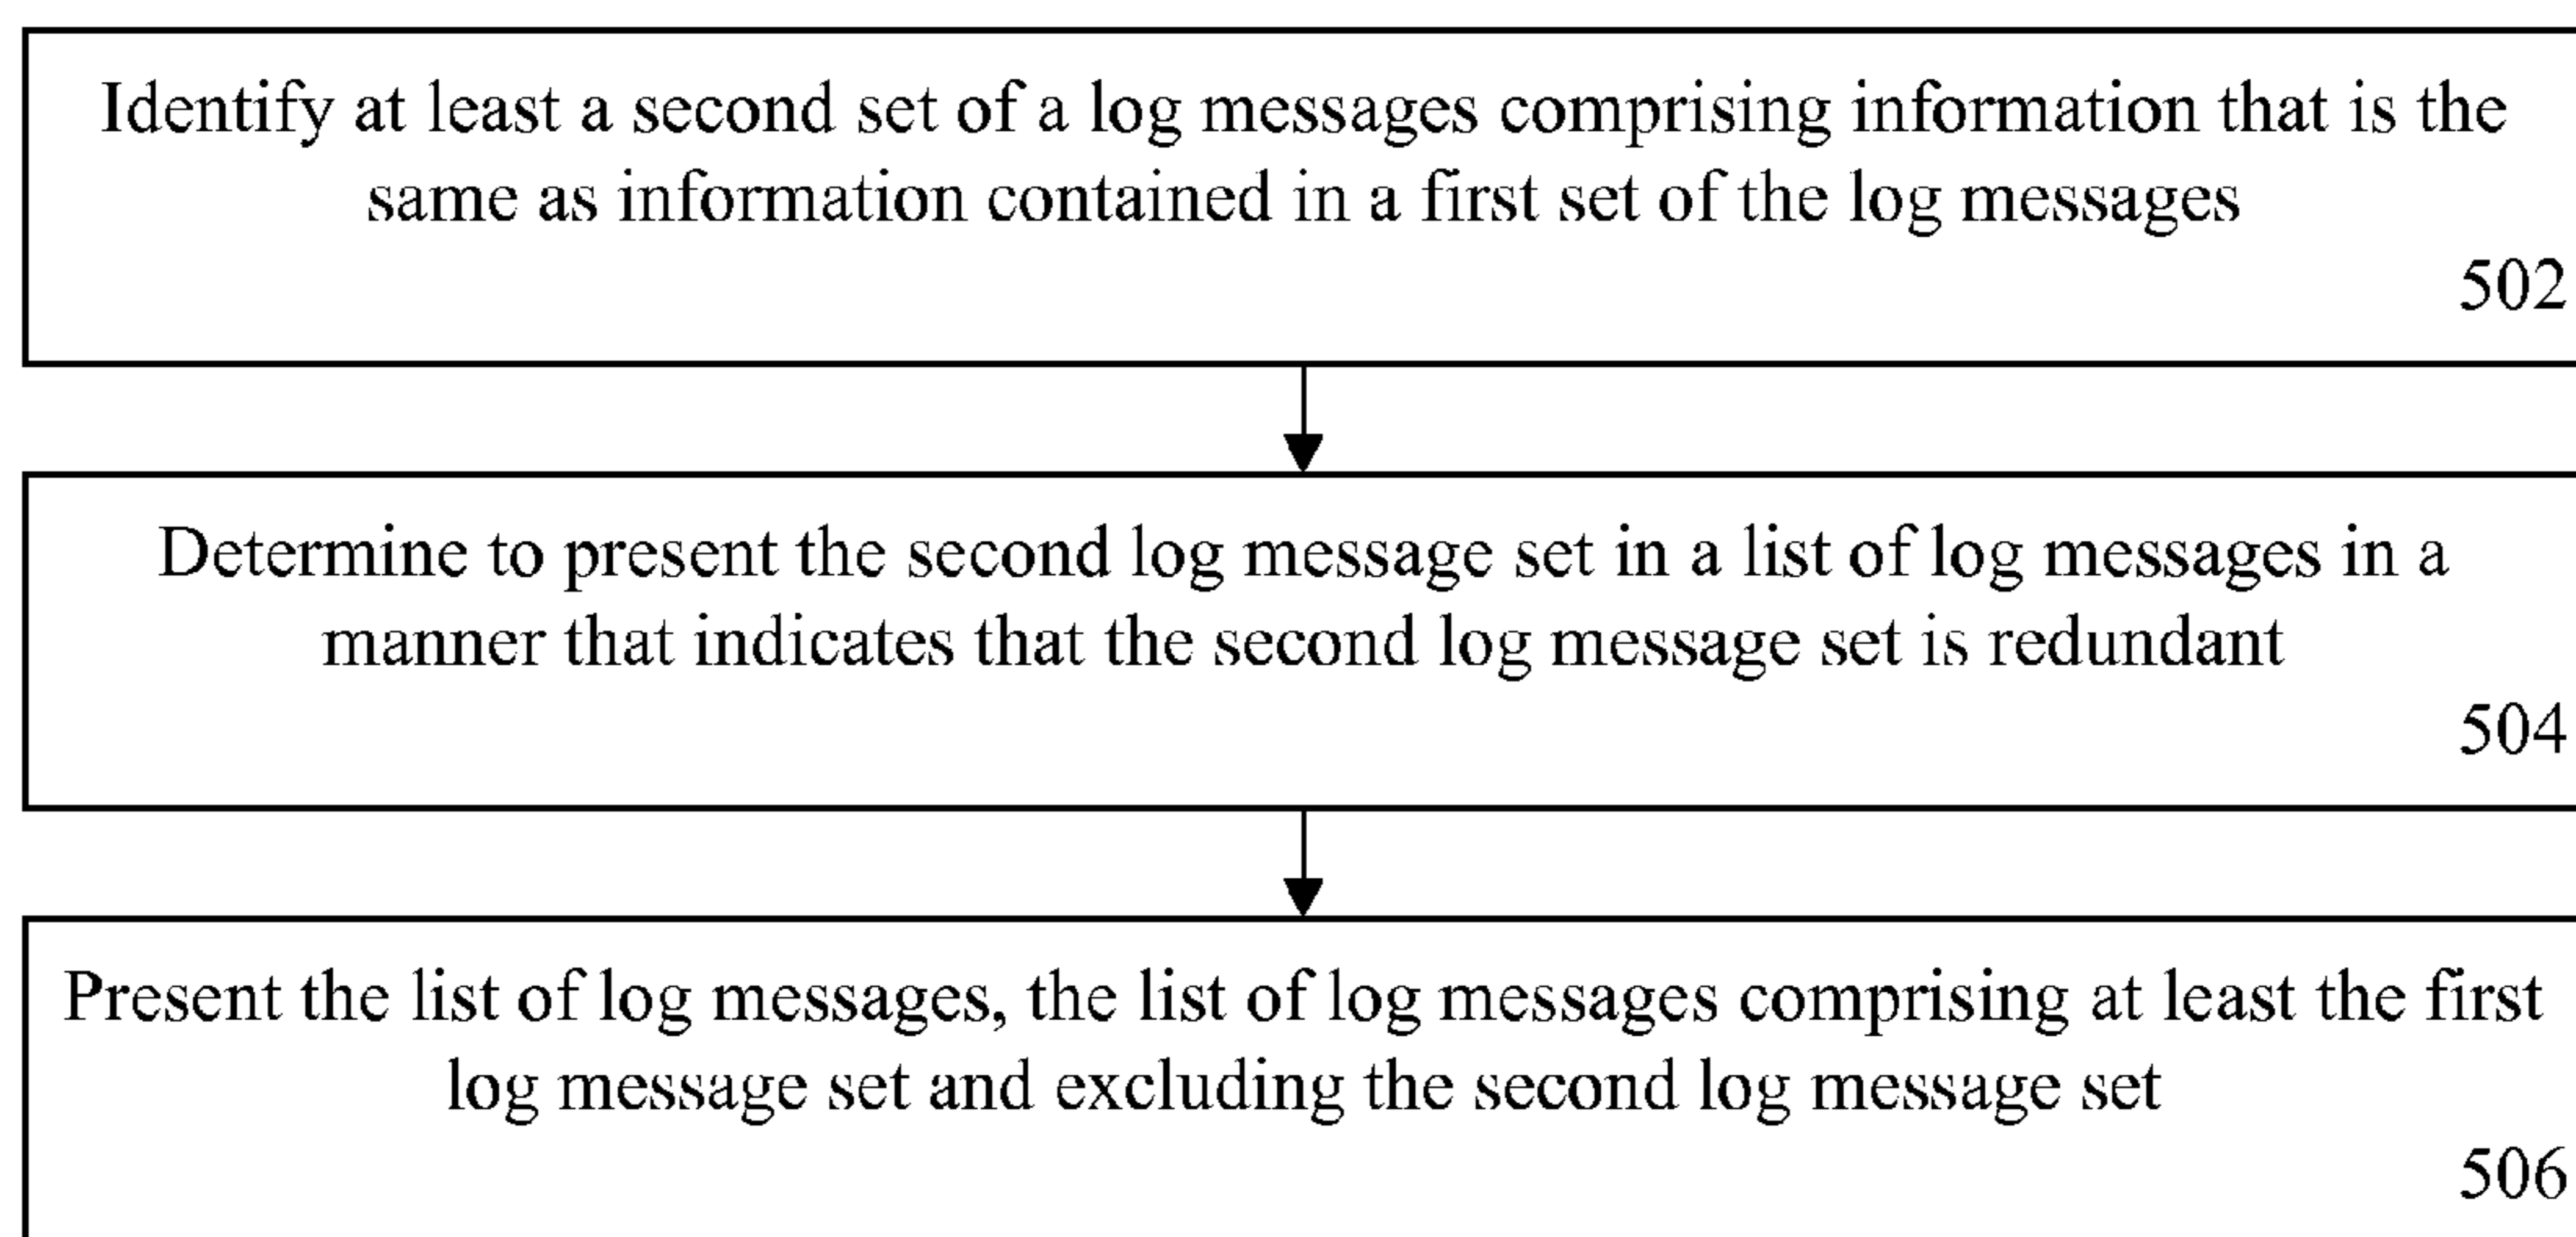 Identify at least a second set of a log messages comprising information that is the
same as information contained in a first set of the log messages
502
Determine to present the second log message set in a list of log messages in a
manner that indicates that the second log message set is redundant
504
Present the list of log messages, the list of log messages comprising at least the first
log message set and excluding the second log message set
506